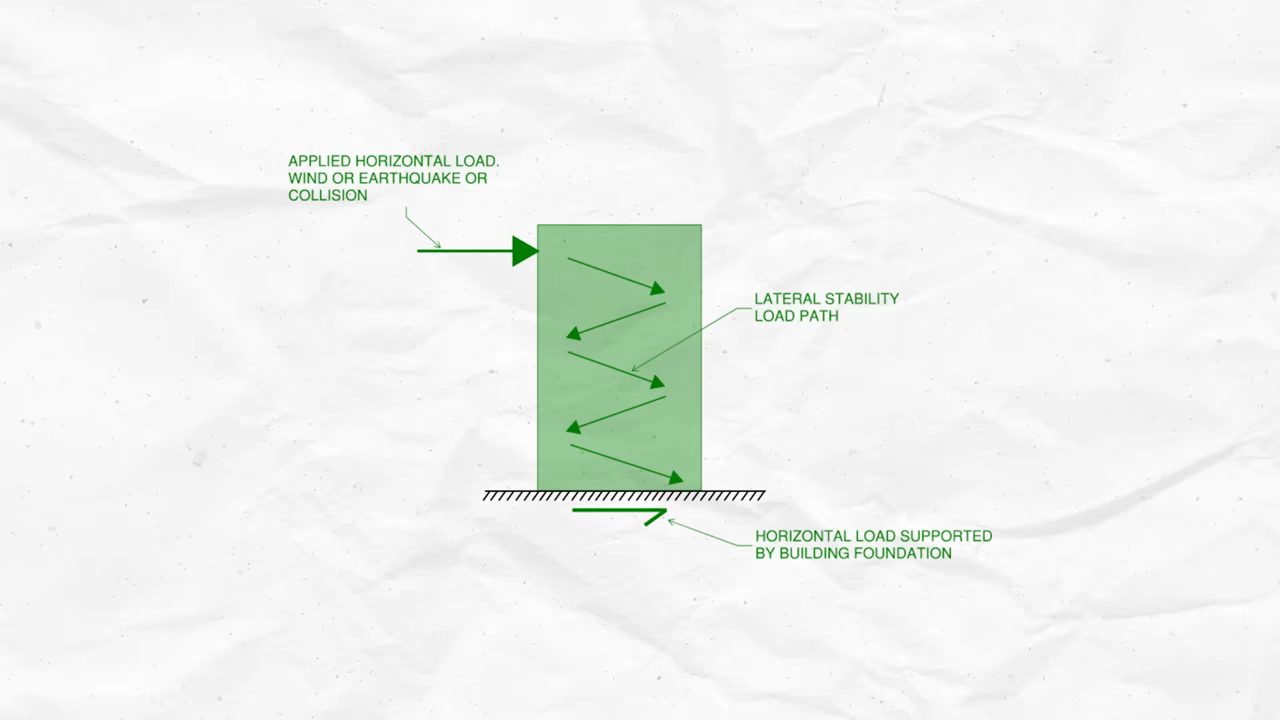 APPLIED HORIZONTAL LOAD.
WIND OR EARTHQUAKE OR
COLLISION
LATERAL STABILITY
LOAD PATH
HORIZONTAL LOAD SUPPORTED
BY BUILDING FOUNDATION